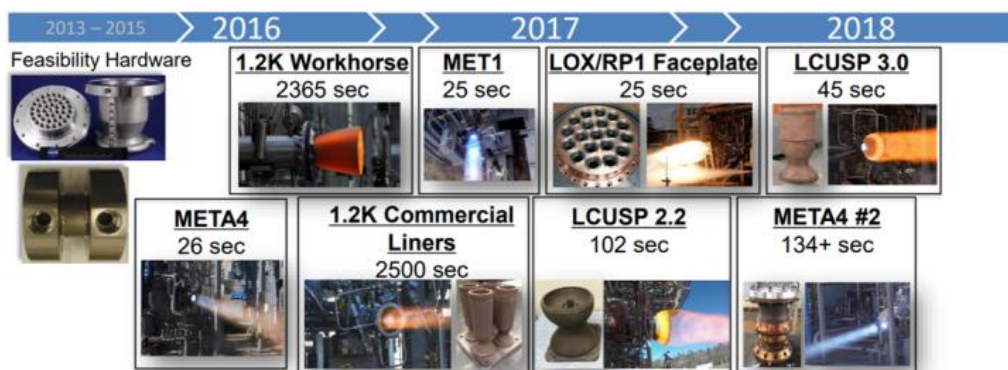 2013 – 2015
2016
2017
2018
Feasibility Hardware
1.2K Workhorse
2365 sec
MET1
25 sec
LOX/RP1 Faceplate
25 sec
LCUSP 3.0
45 sec
META4
26 sec
1.2K Commercial
Liners
2500 sec
LCUSP 2.2
102 sec
META4 #2
134+ sec